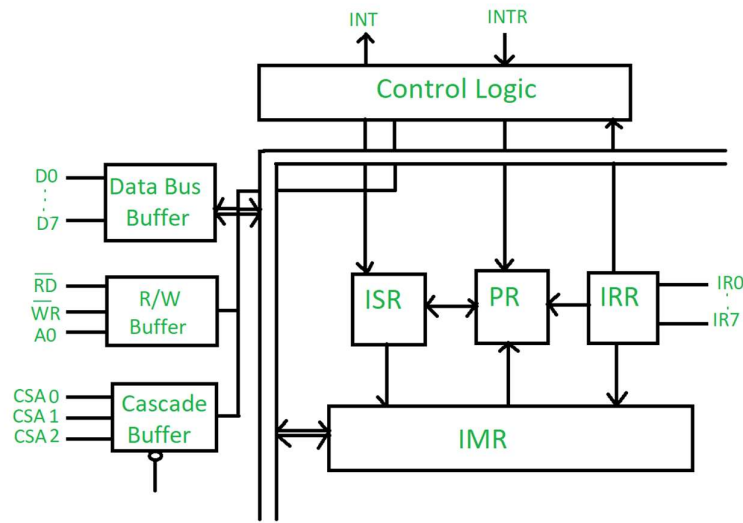 INT
INTR
Control Logic
D0
D7
Data Bus
Buffer
RD
WR
A0
R/W
Buffer
ISR
PR
IRR
IR0
IR7
CSA 0
CSA 1
CSA 2
Cascade
Buffer
IMR